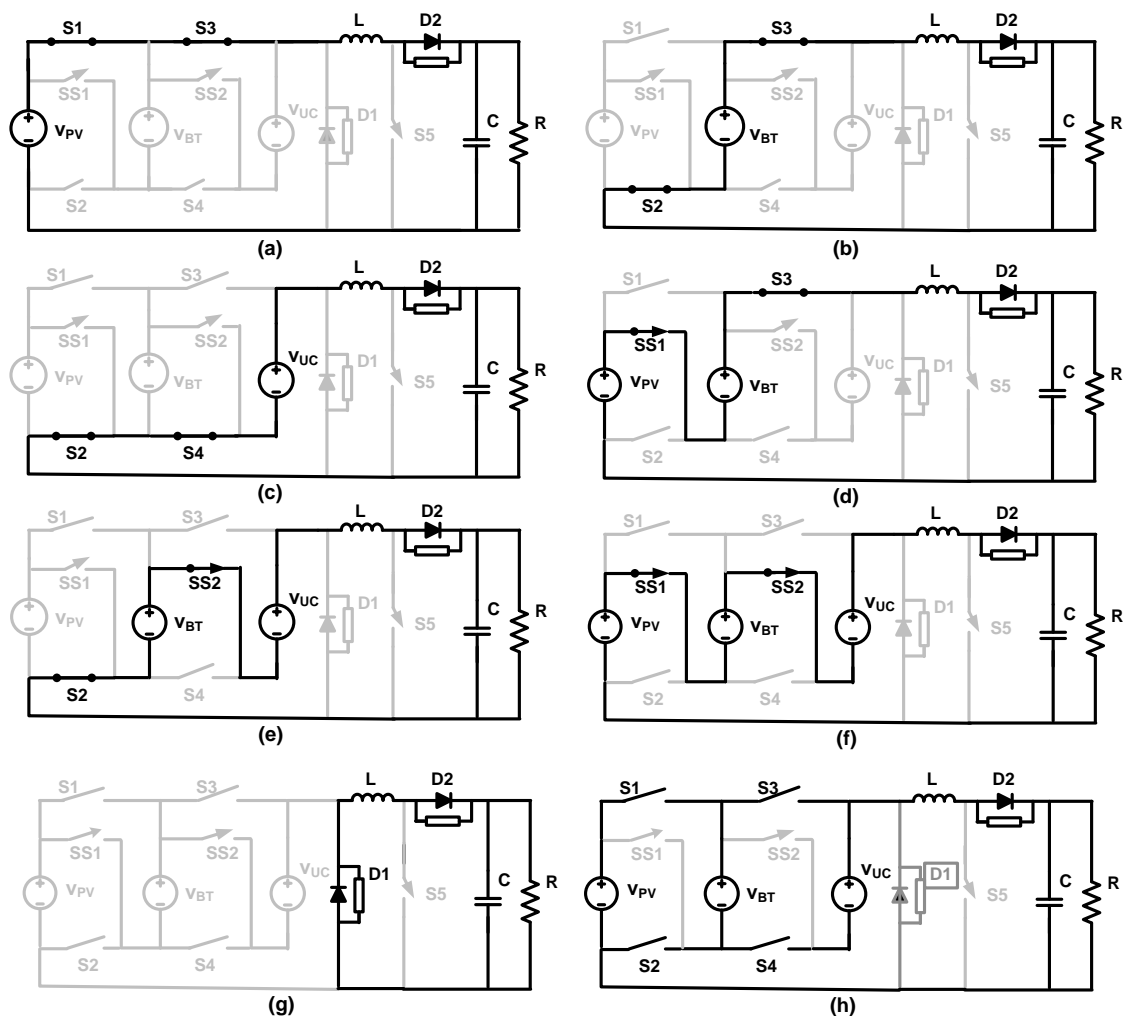 S1 S3 L D2
SS1 SS2
vPV vBT vUC D1 S5 C R
S2 S4
(a)
S1 S3 L D2
SS1 SS2
vPV vBT vUC D1 S5 C R
S2 S4
(b)
S1 S3 L D2
SS1 SS2
vPV vBT vUC D1 S5 C R
S2 S4
(c)
S1 S3 L D2
SS1 SS2
vPV vBT vUC D1 S5 C R
S2 S4
(d)
S1 S3 L D2
SS1 SS2
vPV vBT vUC D1 S5 C R
S2 S4
(e)
S1 S3 L D2
SS1 SS2
vPV vBT vUC D1 S5 C R
S2 S4
(f)
S1 S3 L D2
SS1 SS2
vPV vBT vUC D1 S5 C R
S2 S4
(g)
S1 S3 L D2
SS1 SS2
vPV vBT vUC D1 S5 C R
S2 S4
(h)